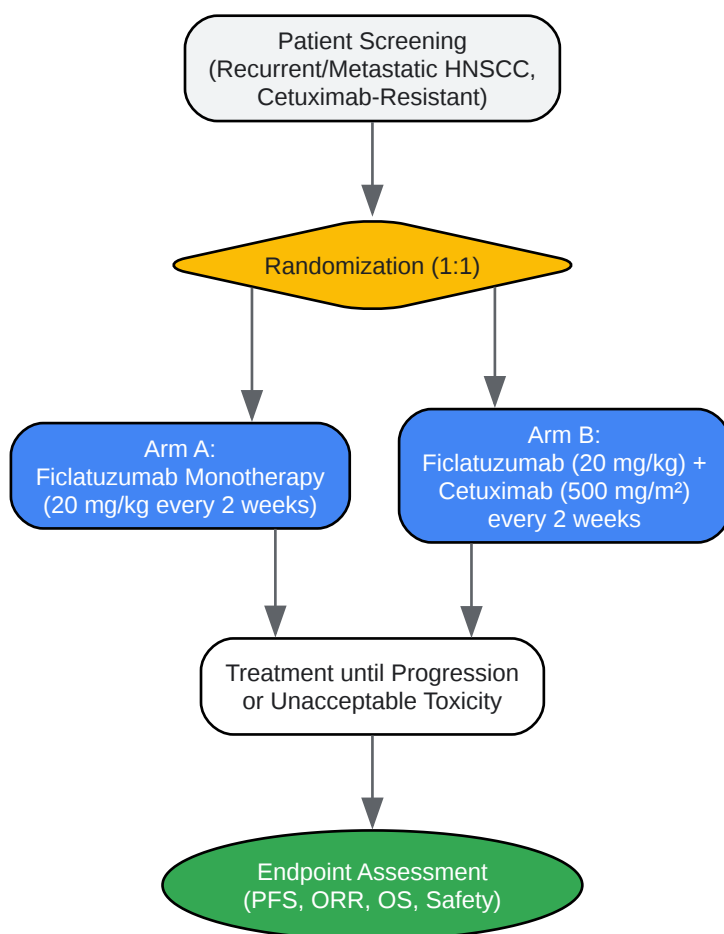 Patient Screening
(Recurrent/Metastatic HNSCC,
Cetuximab-Resistant)
Randomization (1:1)
Arm A:
Ficlatuzumab Monotherapy
(20 mg/kg every 2 weeks)
Arm B:
Ficlatuzumab (20 mg/kg) +
Cetuximab (500 mg/m²)
every 2 weeks
Treatment until Progression
or Unacceptable Toxicity
Endpoint Assessment
(PFS, ORR, OS, Safety)